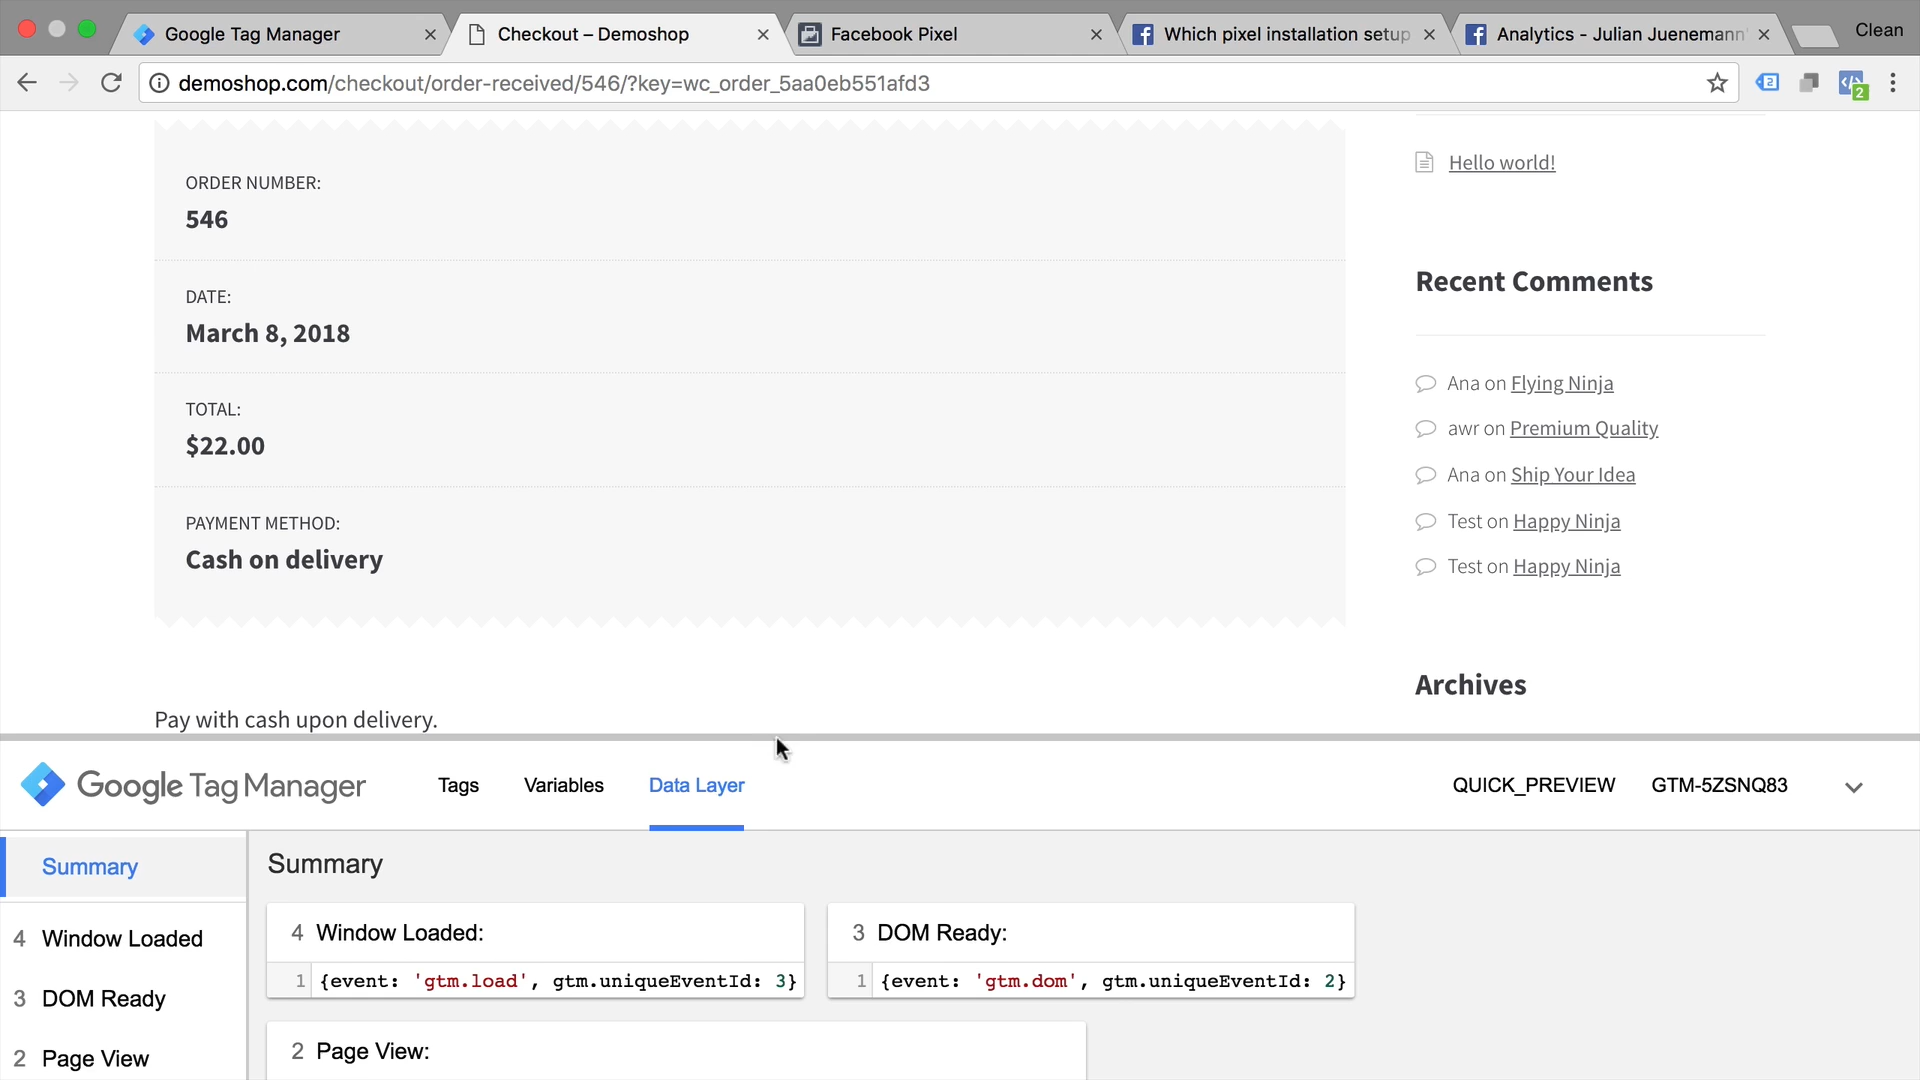 Google Tag Manager
Checkout – Demoshop
Facebook Pixel
Which pixel installation setup
Analytics - Julian Juenemann'
Clean
demoshop.com/checkout/order-received/546/?key=wc_order_5aa0eb551afd3
2
2
ORDER NUMBER:
546
DATE:
March 8, 2018
TOTAL:
$22.00
PAYMENT METHOD:
Cash on delivery
Pay with cash upon delivery.
Hello world!
Recent Comments
Ana on Flying Ninja
awr on Premium Quality
Ana on Ship Your Idea
Test on Happy Ninja
Test on Happy Ninja
Archives
Google Tag Manager
Tags
Variables
Data Layer
QUICK_PREVIEW
GTM-5ZSNQ83
Summary
4 Window Loaded
3 DOM Ready
2 Page View
Summary
4 Window Loaded:
1 {event: 'gtm.load', gtm.uniqueEventId: 3}
3 DOM Ready:
1 {event: 'gtm.dom', gtm.uniqueEventId: 2}
2 Page View: